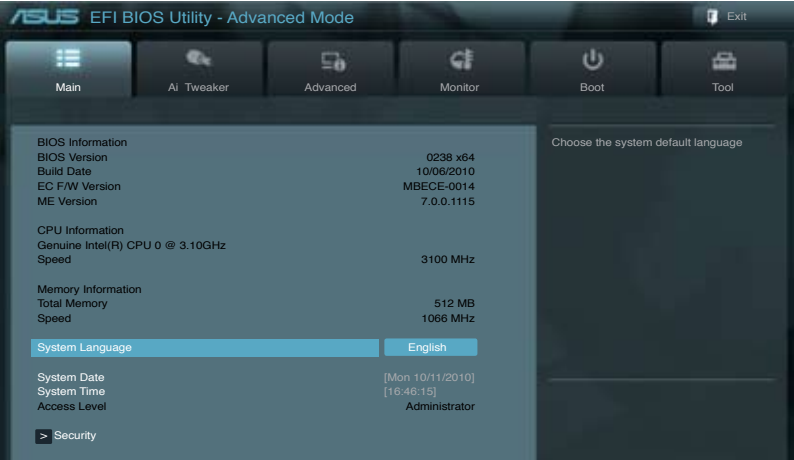 ASUS EFI BIOS Utility - Advanced Mode
Exit
Main
Ai Tweaker
Advanced
Monitor
Boot
Tool
BIOS Information
BIOS Version 0238 x64
Build Date 10/06/2010
EC F/W Version MBECE-0014
ME Version 7.0.0.1115
CPU Information
Genuine Intel(R) CPU 0 @ 3.10GHz
Speed 3100 MHz
Memory Information
Total Memory 512 MB
Speed 1066 MHz
System Language English
System Date [Mon 10/11/2010]
System Time [16:46:15]
Access Level Administrator
> Security
Choose the system default language